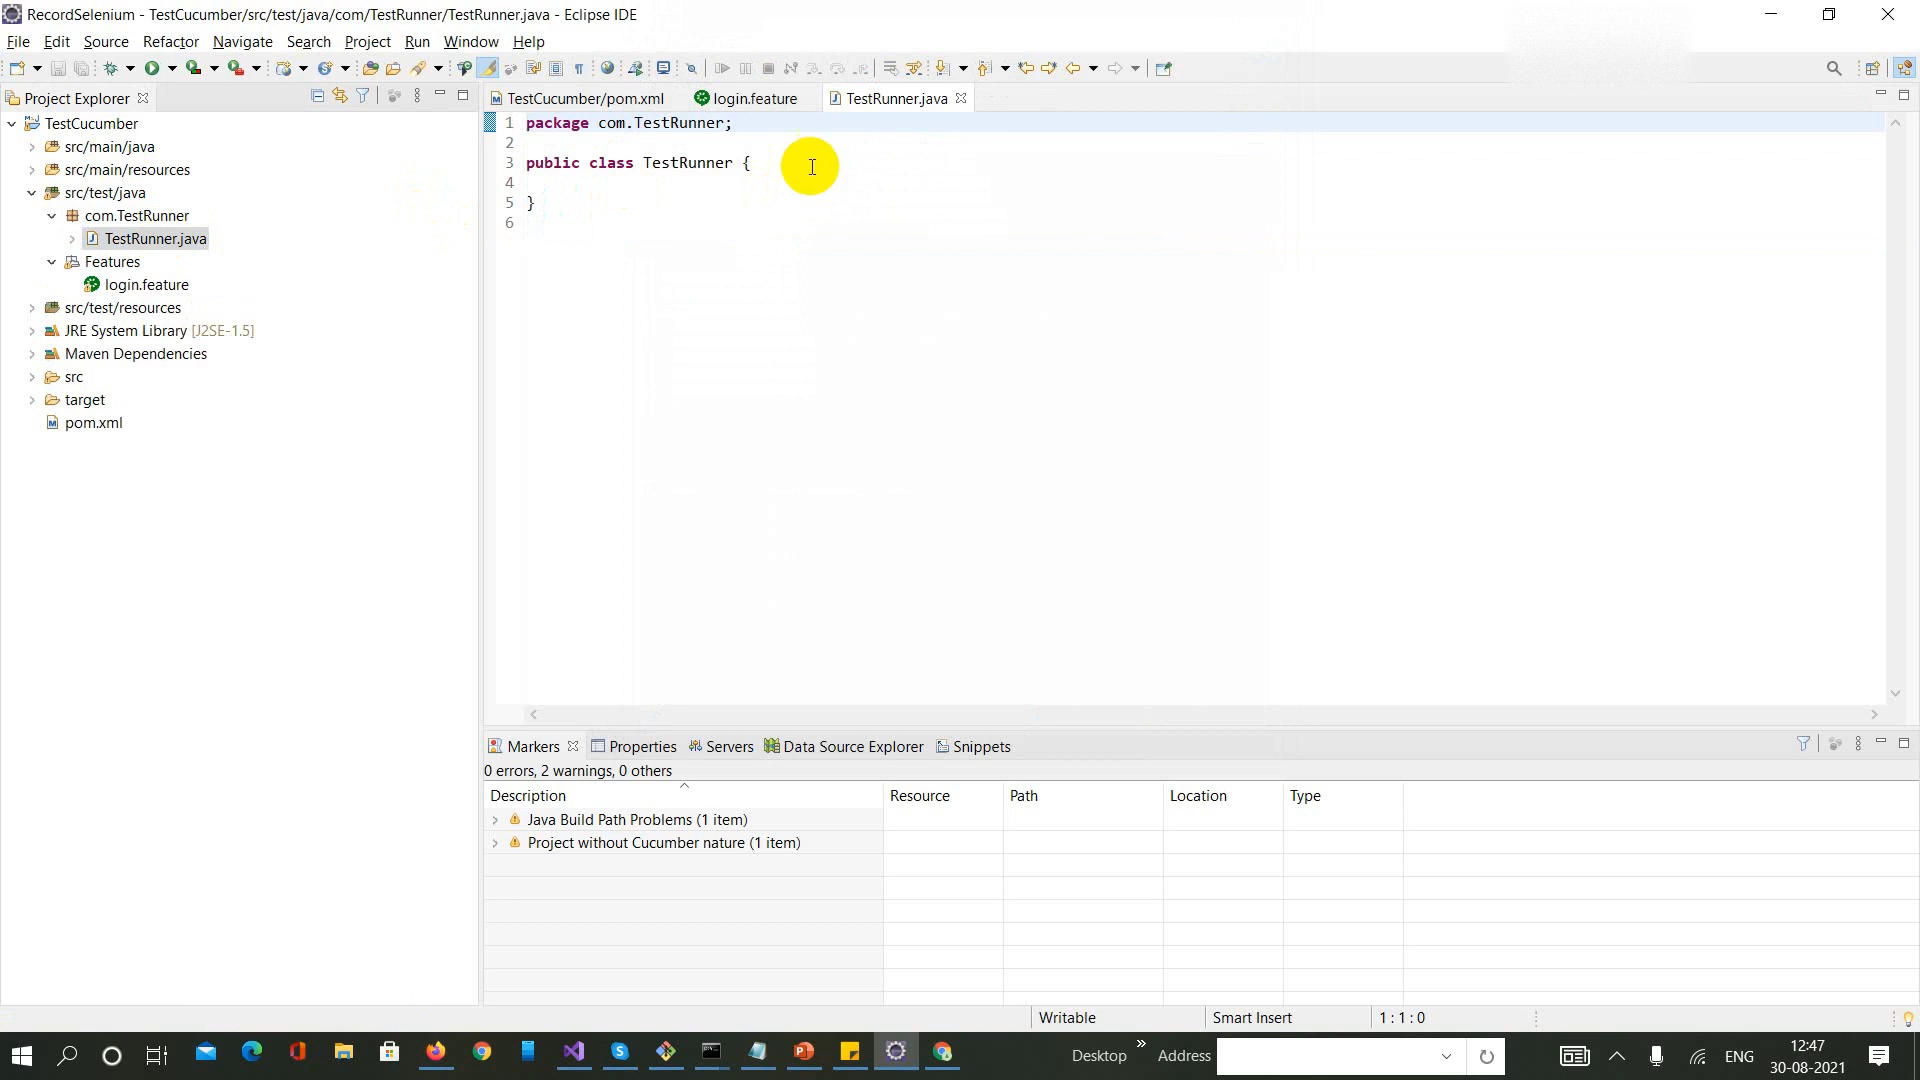 RecordSelenium - TestCucumber/src/test/java/com/TestRunner/TestRunner.java - Eclipse IDE
File Edit Source Refactor Navigate Search Project Run Window Help
Project Explorer
TestCucumber
src/main/java
src/main/resources
src/test/java
com.TestRunner
TestRunner.java
Features
login.feature
src/test/resources
JRE System Library [J2SE-1.5]
Maven Dependencies
src
target
pom.xml
TestCucumber/pom.xml login.feature TestRunner.java
1 package com.TestRunner;
2
3 public class TestRunner {
4
5 }
6
Markers Properties Servers Data Source Explorer Snippets
0 errors, 2 warnings, 0 others
Description Resource Path Location Type
Java Build Path Problems (1 item)
Project without Cucumber nature (1 item)
Writable Smart Insert 1 : 1 : 0
Desktop » Address ENG 12:47
30-08-2021